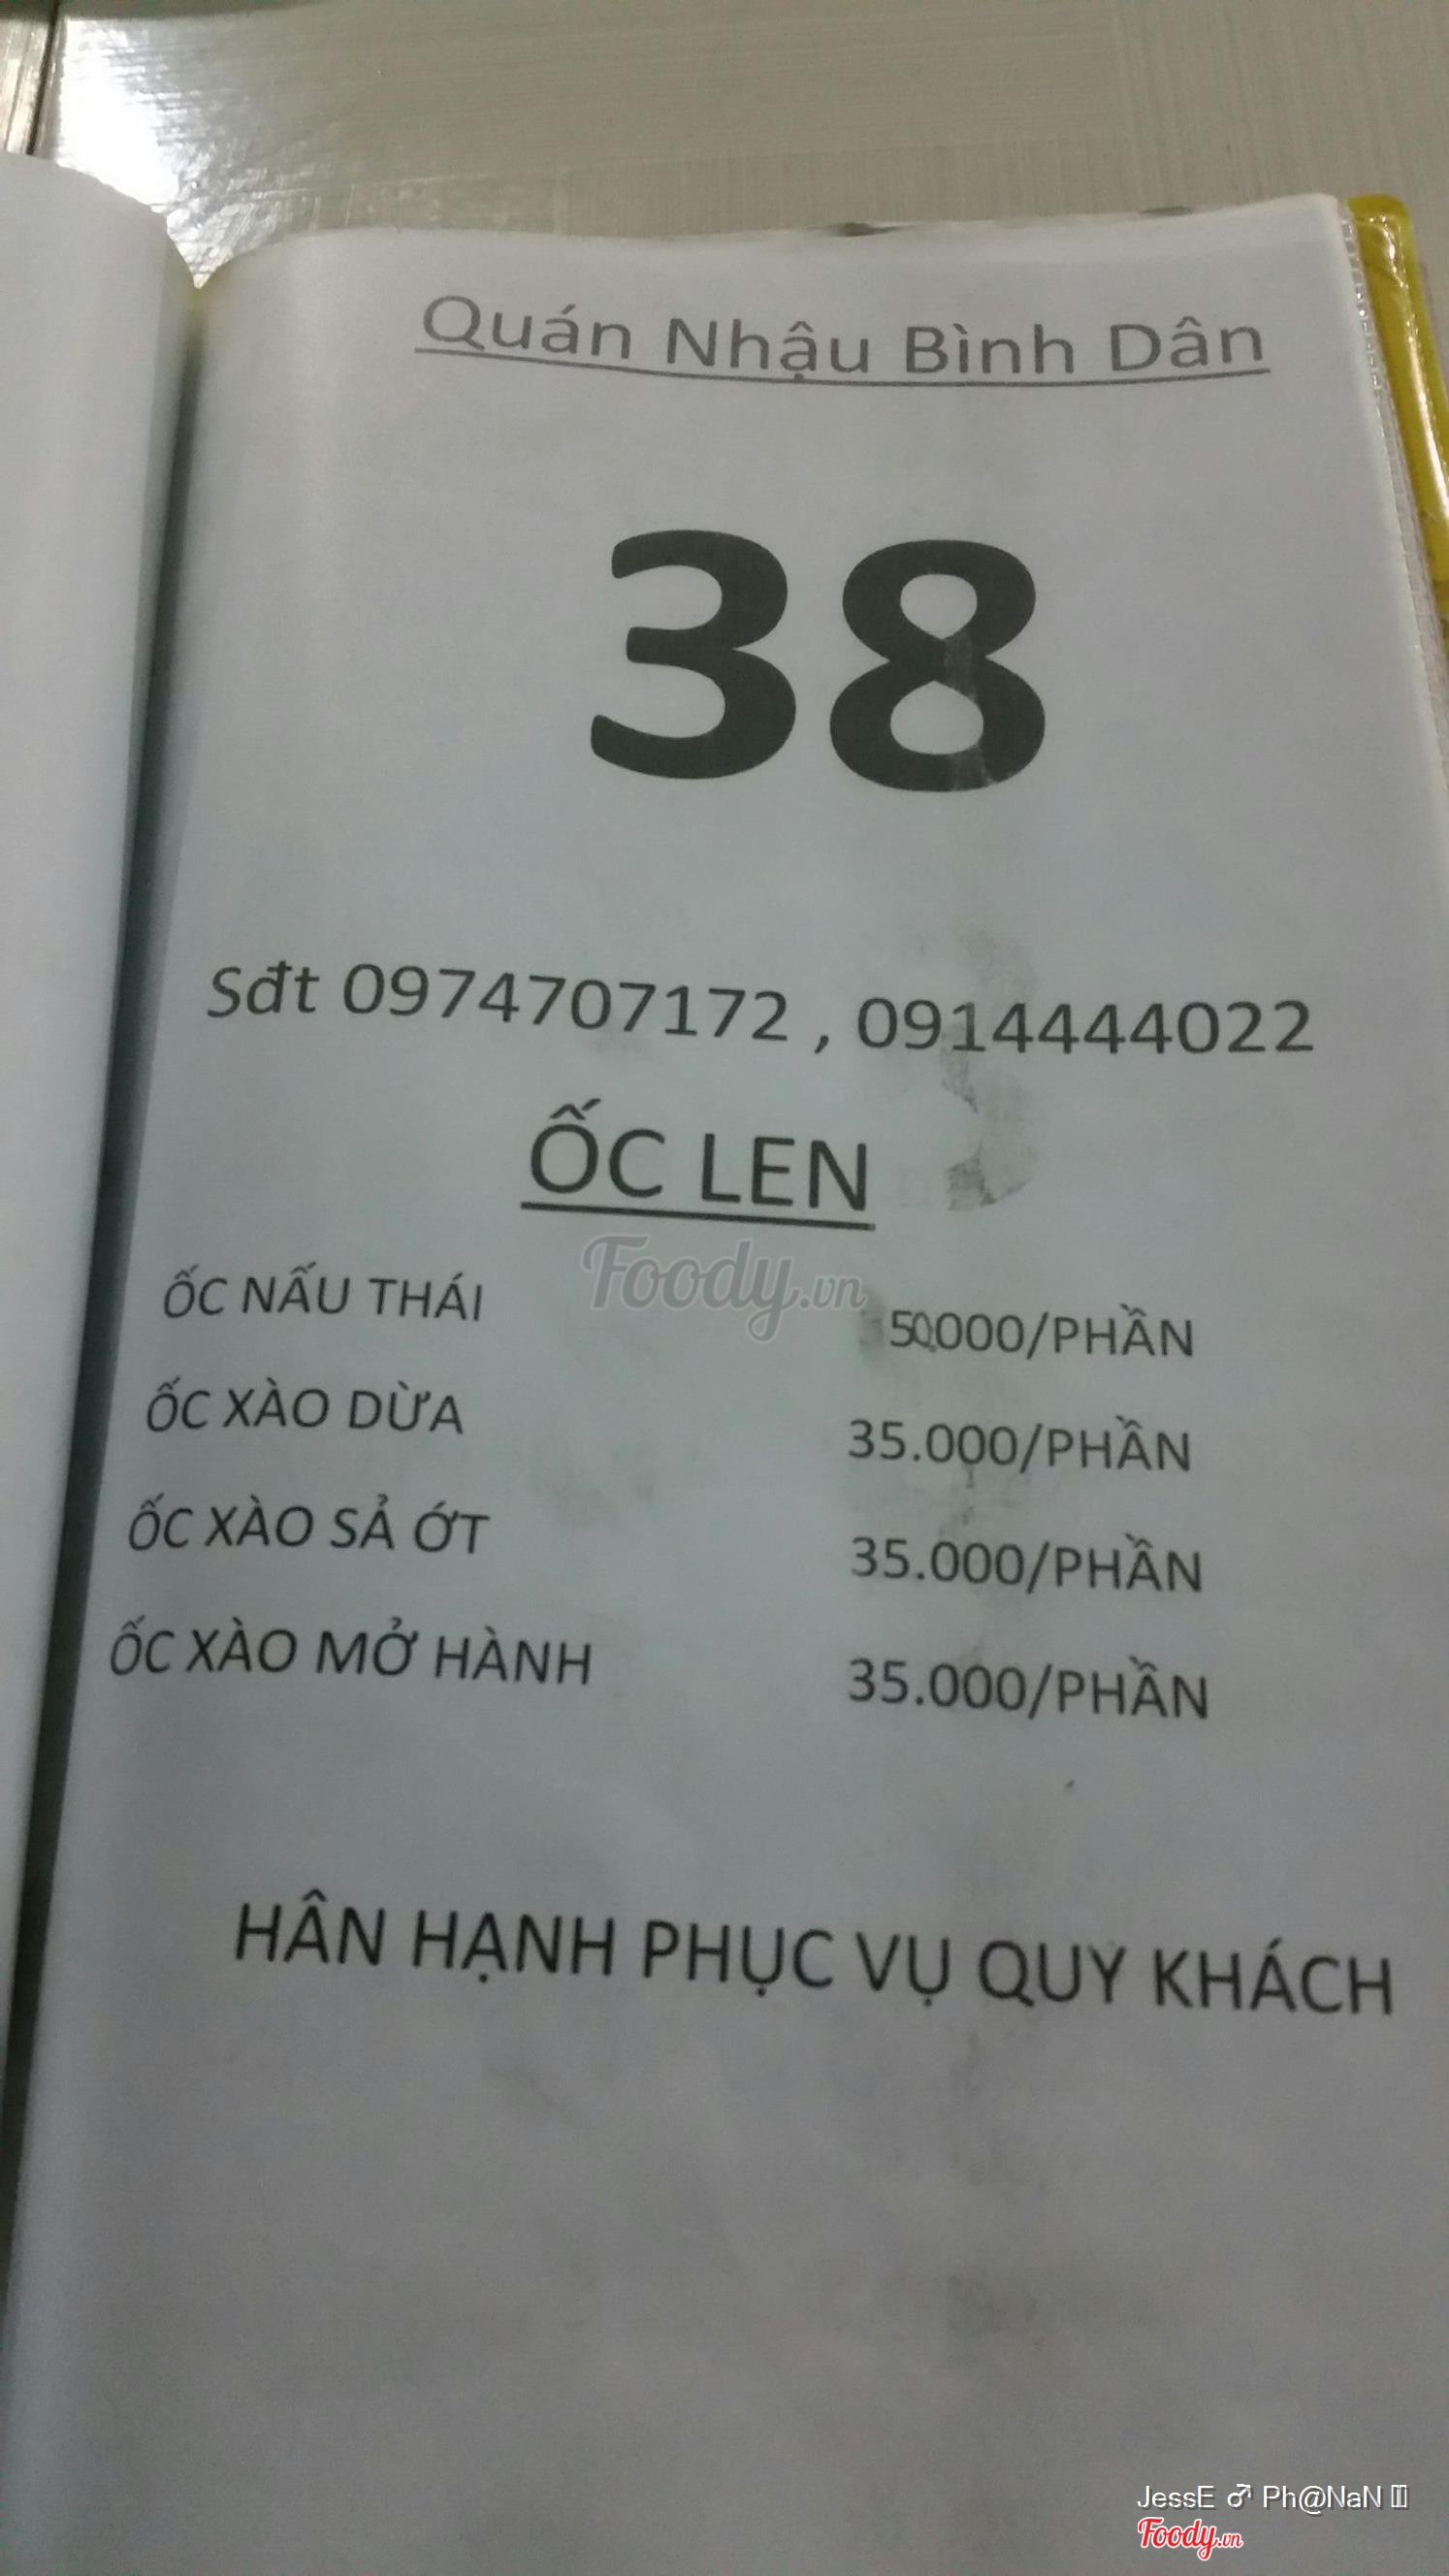 Quán Nhậu Bình Dân
38
Sđt 0974707172 , 0914444022
ỐC LEN
Foody.vn
ỐC NẤU THÁI 50.000/PHẦN
ỐC XÀO DỪA 35.000/PHẦN
ỐC XÀO SẢ ỚT 35.000/PHẦN
ỐC XÀO MỞ HÀNH 35.000/PHẦN
HÂN HẠNH PHỤC VỤ QUY KHÁCH
JessE ♂ Ph@NaN
Foody.vn